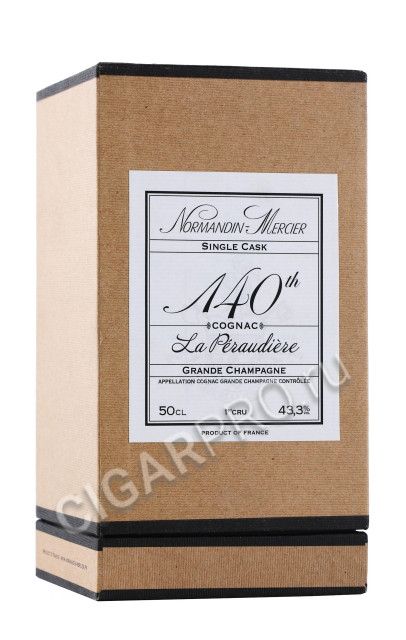 Normandin-Mercier
SINGLE CASK
140th
COGNAC
La Péraudière
GRANDE CHAMPAGNE
APPELLATION COGNAC GRANDE CHAMPAGNE CONTRÔLÉE
50CL 1er CRU 43,3%
PRODUCT OF FRANCE
CIGARPRO.ru